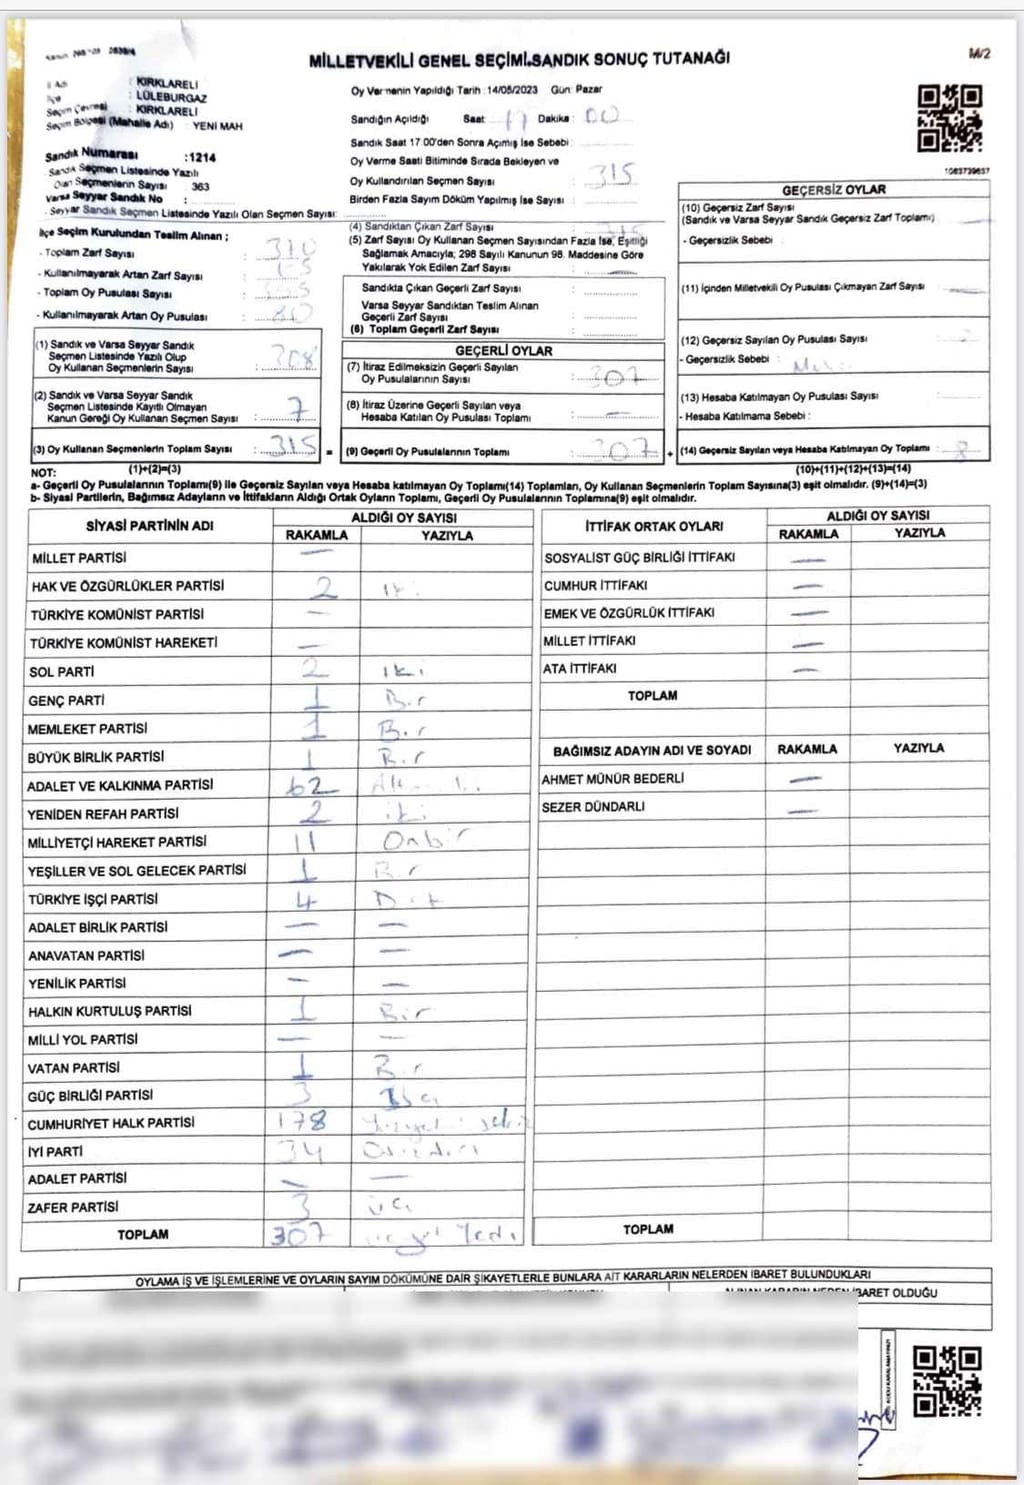 MİLLETVEKİLİ GENEL SEÇİMİ SANDIK SONUÇ TUTANAĞI
M/2
İl Adı : KIRKLARELİ
İlçe : LÜLEBURGAZ
Seçim Çevresi : KIRKLARELİ
Seçim Bölgesi (Mahalle Adı) : YENİ MAH
Sandık Numarası :1214
Sandık Seçmen Listesinde Yazılı
Olan Seçmenlerin Sayısı : 363
Varsa Seyyar Sandık No :
- Seyyar Sandık Seçmen Listesinde Yazılı Olan Seçmen Sayısı:
Oy Vermenin Yapıldığı Tarih :14/05/2023 Gün: Pazar
Sandığın Açıldığı Saat: 17 Dakika : 00
Sandık Saat 17.00'den Sonra Açılmış İse Sebebi :
Oy Verme Saati Bitiminde Sırada Bekleyen ve
Oy Kullandırılan Seçmen Sayısı : 315
Birden Fazla Sayım Döküm Yapılmış İse Sayısı :
1083739637
İlçe Seçim Kurulundan Teslim Alınan ;
- Toplam Zarf Sayısı :
- Kullanılmayarak Artan Zarf Sayısı :
- Toplam Oy Pusulası Sayısı :
- Kullanılmayarak Artan Oy Pusulası : 80
(1) Sandık ve Varsa Seyyar Sandık
Seçmen Listesinde Yazılı Olup
Oy Kullanan Seçmenlerin Sayısı : 308
(2) Sandık ve Varsa Seyyar Sandık
Seçmen Listesinde Kayıtlı Olmayan
Kanun Gereği Oy Kullanan Seçmen Sayısı : 7
(3) Oy Kullanan Seçmenlerin Toplam Sayısı : 315 =
(4) Sandıktan Çıkan Zarf Sayısı : 315
(5) Zarf Sayısı Oy Kullanan Seçmen Sayısından Fazla İse, Eşitliği
Sağlamak Amacıyla; 298 Sayılı Kanunun 98. Maddesine Göre
Yakılarak Yok Edilen Zarf Sayısı : —
Sandıkta Çıkan Geçerli Zarf Sayısı :
Varsa Seyyar Sandıktan Teslim Alınan
Geçerli Zarf Sayısı :
(6) Toplam Geçerli Zarf Sayısı :
GEÇERLİ OYLAR
(7) İtiraz Edilmeksizin Geçerli Sayılan
Oy Pusulalarının Sayısı : 307
(8) İtiraz Üzerine Geçerli Sayılan veya
Hesaba Katılan Oy Pusulası Toplamı : —
(9) Geçerli Oy Pusulalarının Toplamı : 307 +
GEÇERSİZ OYLAR
(10) Geçersiz Zarf Sayısı
(Sandık ve Varsa Seyyar Sandık Geçersiz Zarf Toplamı) : —
- Geçersizlik Sebebi :
(11) İçinden Milletvekili Oy Pusulası Çıkmayan Zarf Sayısı : —
(12) Geçersiz Sayılan Oy Pusulası Sayısı :
- Geçersizlik Sebebi :
(13) Hesaba Katılmayan Oy Pusulası Sayısı :
- Hesaba Katılmama Sebebi :
(14) Geçersiz Sayılan veya Hesaba Katılmayan Oy Toplamı : 8
NOT: (1)+(2)=(3) (10)+(11)+(12)+(13)=(14)
a- Geçerli Oy Pusulalarının Toplamı(9) ile Geçersiz Sayılan veya Hesaba katılmayan Oy Toplamı(14) Toplamları, Oy Kullanan Seçmenlerin Toplam Sayısına(3) eşit olmalıdır. (9)+(14)=(3)
b- Siyasi Partilerin, Bağımsız Adayların ve İttifakların Aldığı Ortak Oyların Toplamı, Geçerli Oy Pusulalarının Toplamına(9) eşit olmalıdır.
SİYASİ PARTİNİN ADI ALDIĞI OY SAYISI
RAKAMLA YAZIYLA
MİLLET PARTİSİ —
HAK VE ÖZGÜRLÜKLER PARTİSİ 2 İki
TÜRKİYE KOMÜNİST PARTİSİ —
TÜRKİYE KOMÜNİST HAREKETİ —
SOL PARTİ 2 iki
GENÇ PARTİ 1 Bir
MEMLEKET PARTİSİ 1 Bir
BÜYÜK BİRLİK PARTİSİ 1 Bir
ADALET VE KALKINMA PARTİSİ 62
YENİDEN REFAH PARTİSİ 2 iki
MİLLİYETÇİ HAREKET PARTİSİ 11 Onbir
YEŞİLLER VE SOL GELECEK PARTİSİ 1 Bir
TÜRKİYE İŞÇİ PARTİSİ 4 Dört
ADALET BİRLİK PARTİSİ — —
ANAVATAN PARTİSİ — —
YENİLİK PARTİSİ — —
HALKIN KURTULUŞ PARTİSİ 1 Bir
MİLLİ YOL PARTİSİ — —
VATAN PARTİSİ 1 Bir
GÜÇ BİRLİĞİ PARTİSİ 3
CUMHURİYET HALK PARTİSİ 178
İYİ PARTİ 34
ADALET PARTİSİ — —
ZAFER PARTİSİ 3 üç
TOPLAM 307 üçyüz Yedi
İTTİFAK ORTAK OYLARI ALDIĞI OY SAYISI
RAKAMLA YAZIYLA
SOSYALİST GÜÇ BİRLİĞİ İTTİFAKI —
CUMHUR İTTİFAKI —
EMEK VE ÖZGÜRLÜK İTTİFAKI —
MİLLET İTTİFAKI —
ATA İTTİFAKI —
TOPLAM
BAĞIMSIZ ADAYIN ADI VE SOYADI RAKAMLA YAZIYLA
AHMET MÜNÜR BEDERLİ —
SEZER DÜNDARLI —
TOPLAM
OYLAMA İŞ VE İŞLEMLERİNE VE OYLARIN SAYIM DÖKÜMÜNE DAİR ŞİKAYETLERLE BUNLARA AİT KARARLARIN NELERDEN İBARET BULUNDUKLARI
İBARET OLDUĞU